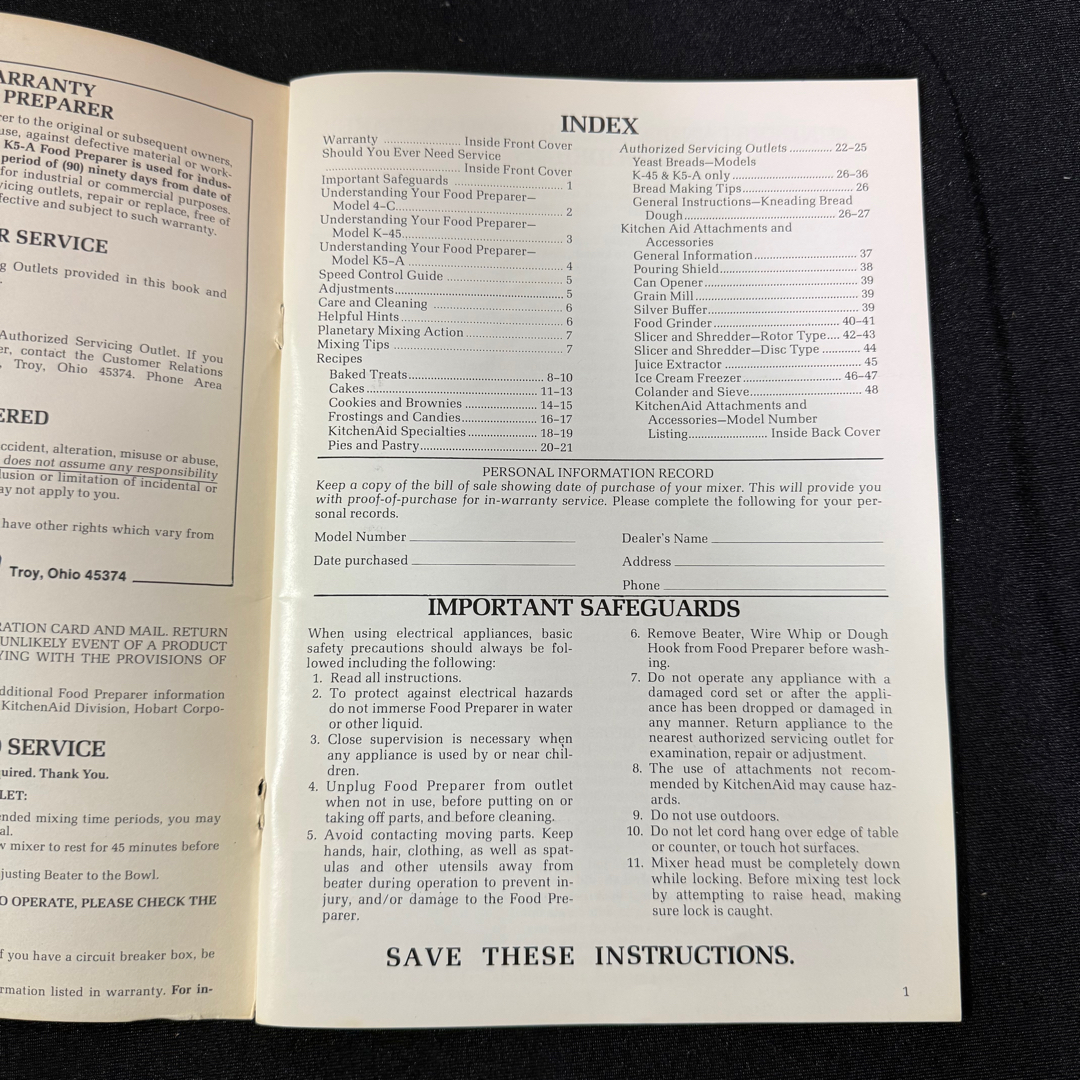 ARRANTY
PREPARER
er to the original or subsequent owners,
use, against defective material or work-
K5-A Food Preparer is used for indus-
period of (90) ninety days from date of
for industrial or commercial purposes.
vicing outlets, repair or replace, free of
fective and subject to such warranty.
R SERVICE
g Outlets provided in this book and
.
Authorized Servicing Outlet. If you
er, contact the Customer Relations
, Troy, Ohio 45374. Phone Area
ERED
ccident, alteration, misuse or abuse,
does not assume any responsibility
lusion or limitation of incidental or
ay not apply to you.
have other rights which vary from
Troy, Ohio 45374
RATION CARD AND MAIL. RETURN
UNLIKELY EVENT OF A PRODUCT
YING WITH THE PROVISIONS OF
dditional Food Preparer information
KitchenAid Division, Hobart Corpo-
SERVICE
quired. Thank You.
LET:
nded mixing time periods, you may
al.
w mixer to rest for 45 minutes before
justing Beater to the Bowl.
O OPERATE, PLEASE CHECK THE
f you have a circuit breaker box, be
rmation listed in warranty. For in-
INDEX
Warranty ...................... Inside Front Cover
Should You Ever Need Service
...................................... Inside Front Cover
Important Safeguards .............................. 1
Understanding Your Food Preparer—
Model 4-C.............................................. 2
Understanding Your Food Preparer—
Model K-45............................................. 3
Understanding Your Food Preparer—
Model K5-A ............................................ 4
Speed Control Guide ................................ 5
Adjustments.............................................. 5
Care and Cleaning .................................... 6
Helpful Hints............................................. 6
Planetary Mixing Action ........................... 7
Mixing Tips ............................................... 7
Recipes
Baked Treats...................................... 8–10
Cakes................................................ 11–13
Cookies and Brownies ..................... 14–15
Frostings and Candies...................... 16–17
KitchenAid Specialties..................... 18–19
Pies and Pastry................................. 20–21
Authorized Servicing Outlets ............. 22–25
Yeast Breads—Models
K-45 & K5-A only............................. 26–36
Bread Making Tips................................. 26
General Instructions—Kneading Bread
Dough............................................. 26–27
Kitchen Aid Attachments and
Accessories
General Information............................... 37
Pouring Shield........................................ 38
Can Opener............................................. 39
Grain Mill............................................... 39
Silver Buffer............................................ 39
Food Grinder.................................... 40–41
Slicer and Shredder—Rotor Type.... 42–43
Slicer and Shredder—Disc Type ........... 44
Juice Extractor ........................................ 45
Ice Cream Freezer............................ 46–47
Colander and Sieve................................. 48
KitchenAid Attachments and
Accessories—Model Number
Listing...................... Inside Back Cover
PERSONAL INFORMATION RECORD
Keep a copy of the bill of sale showing date of purchase of your mixer. This will provide you
with proof-of-purchase for in-warranty service. Please complete the following for your per-
sonal records.
Model Number
Date purchased
Dealer's Name
Address
Phone
IMPORTANT SAFEGUARDS
When using electrical appliances, basic
safety precautions should always be fol-
lowed including the following:
1. Read all instructions.
2. To protect against electrical hazards
do not immerse Food Preparer in water
or other liquid.
3. Close supervision is necessary when
any appliance is used by or near chil-
dren.
4. Unplug Food Preparer from outlet
when not in use, before putting on or
taking off parts, and before cleaning.
5. Avoid contacting moving parts. Keep
hands, hair, clothing, as well as spat-
ulas and other utensils away from
beater during operation to prevent in-
jury, and/or damage to the Food Pre-
parer.
6. Remove Beater, Wire Whip or Dough
Hook from Food Preparer before wash-
ing.
7. Do not operate any appliance with a
damaged cord set or after the appli-
ance has been dropped or damaged in
any manner. Return appliance to the
nearest authorized servicing outlet for
examination, repair or adjustment.
8. The use of attachments not recom-
mended by KitchenAid may cause haz-
ards.
9. Do not use outdoors.
10. Do not let cord hang over edge of table
or counter, or touch hot surfaces.
11. Mixer head must be completely down
while locking. Before mixing test lock
by attempting to raise head, making
sure lock is caught.
SAVE THESE INSTRUCTIONS.
1